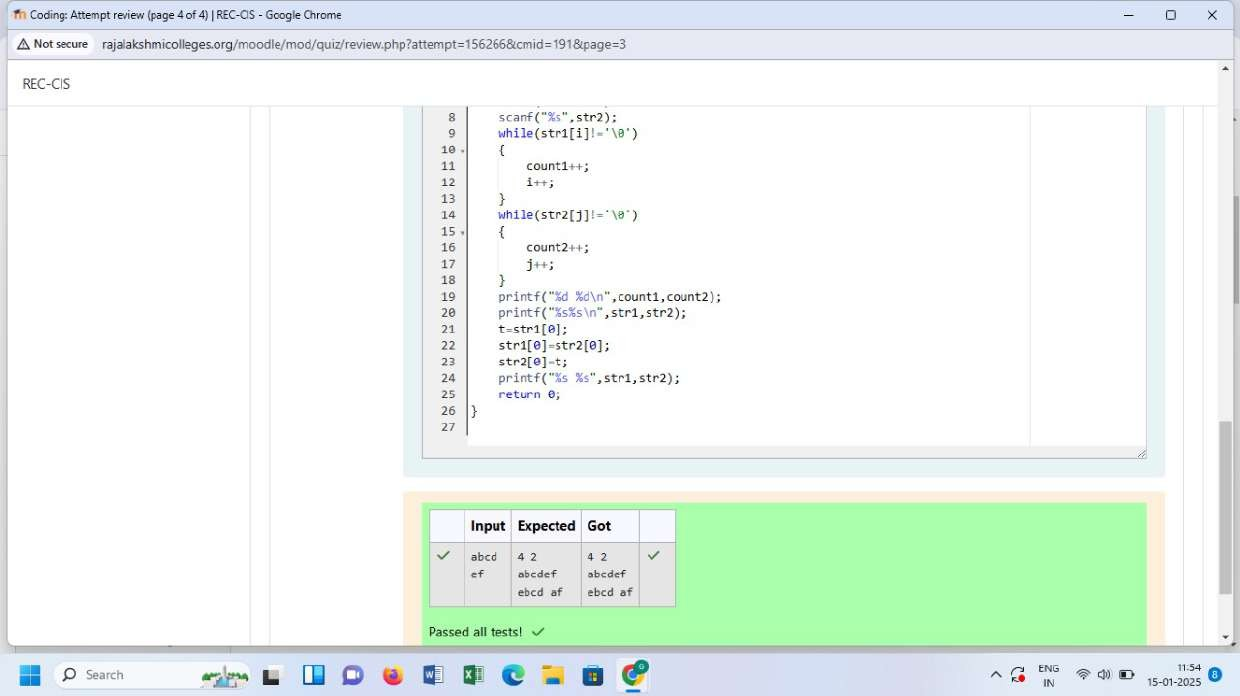 Coding: Attempt review (page 4 of 4) | REC-CIS - Google Chrome
Not secure rajalakshmicolleges.org/moodle/mod/quiz/review.php?attempt=156266&cmid=191&page=3
REC-CIS
8 scanf("%s",str2);
9 while(str1[i]!='\0')
10 {
11 count1++;
12 i++;
13 }
14 while(str2[j]!='\0')
15 {
16 count2++;
17 j++;
18 }
19 printf("%d %d\n",count1,count2);
20 printf("%s%s\n",str1,str2);
21 t=str1[0];
22 str1[0]=str2[0];
23 str2[0]=t;
24 printf("%s %s",str1,str2);
25 return 0;
26 }
27
Input Expected Got
abcd 4 2 4 2
ef abcdef abcdef
ebcd af ebcd af
Passed all tests!
Search
ENG 11:54
IN 15-01-2025 8